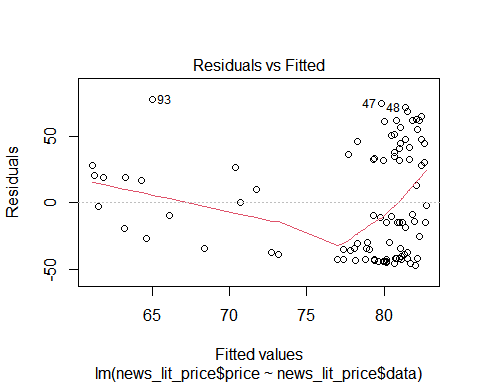 Residuals vs Fitted
93
47
48
Residuals
50
0
-50
65
70
75
80
Fitted values
lm(news_lit_price$price ~ news_lit_price$data)